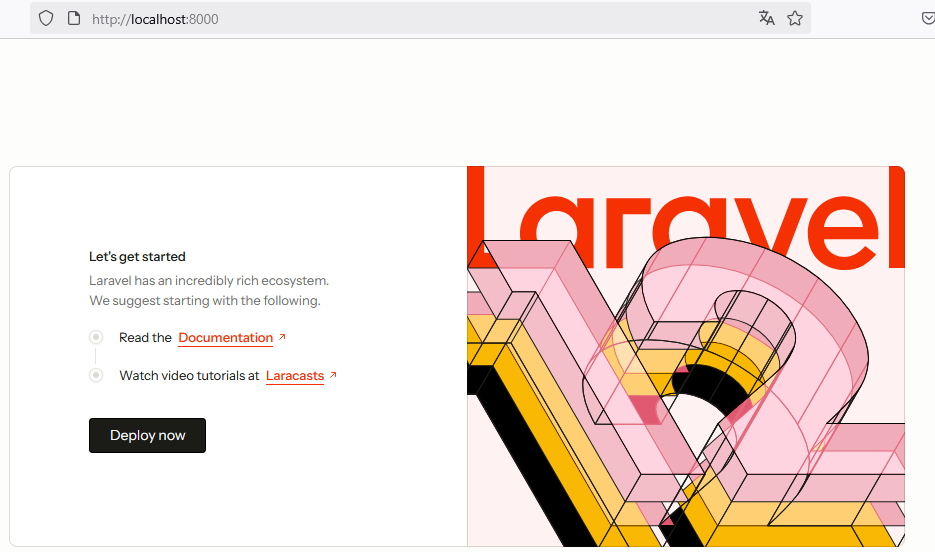 http://localhost:8000
Laravel
Let's get started
Laravel has an incredibly rich ecosystem.
We suggest starting with the following.
Read the Documentation
Watch video tutorials at Laracasts
Deploy now